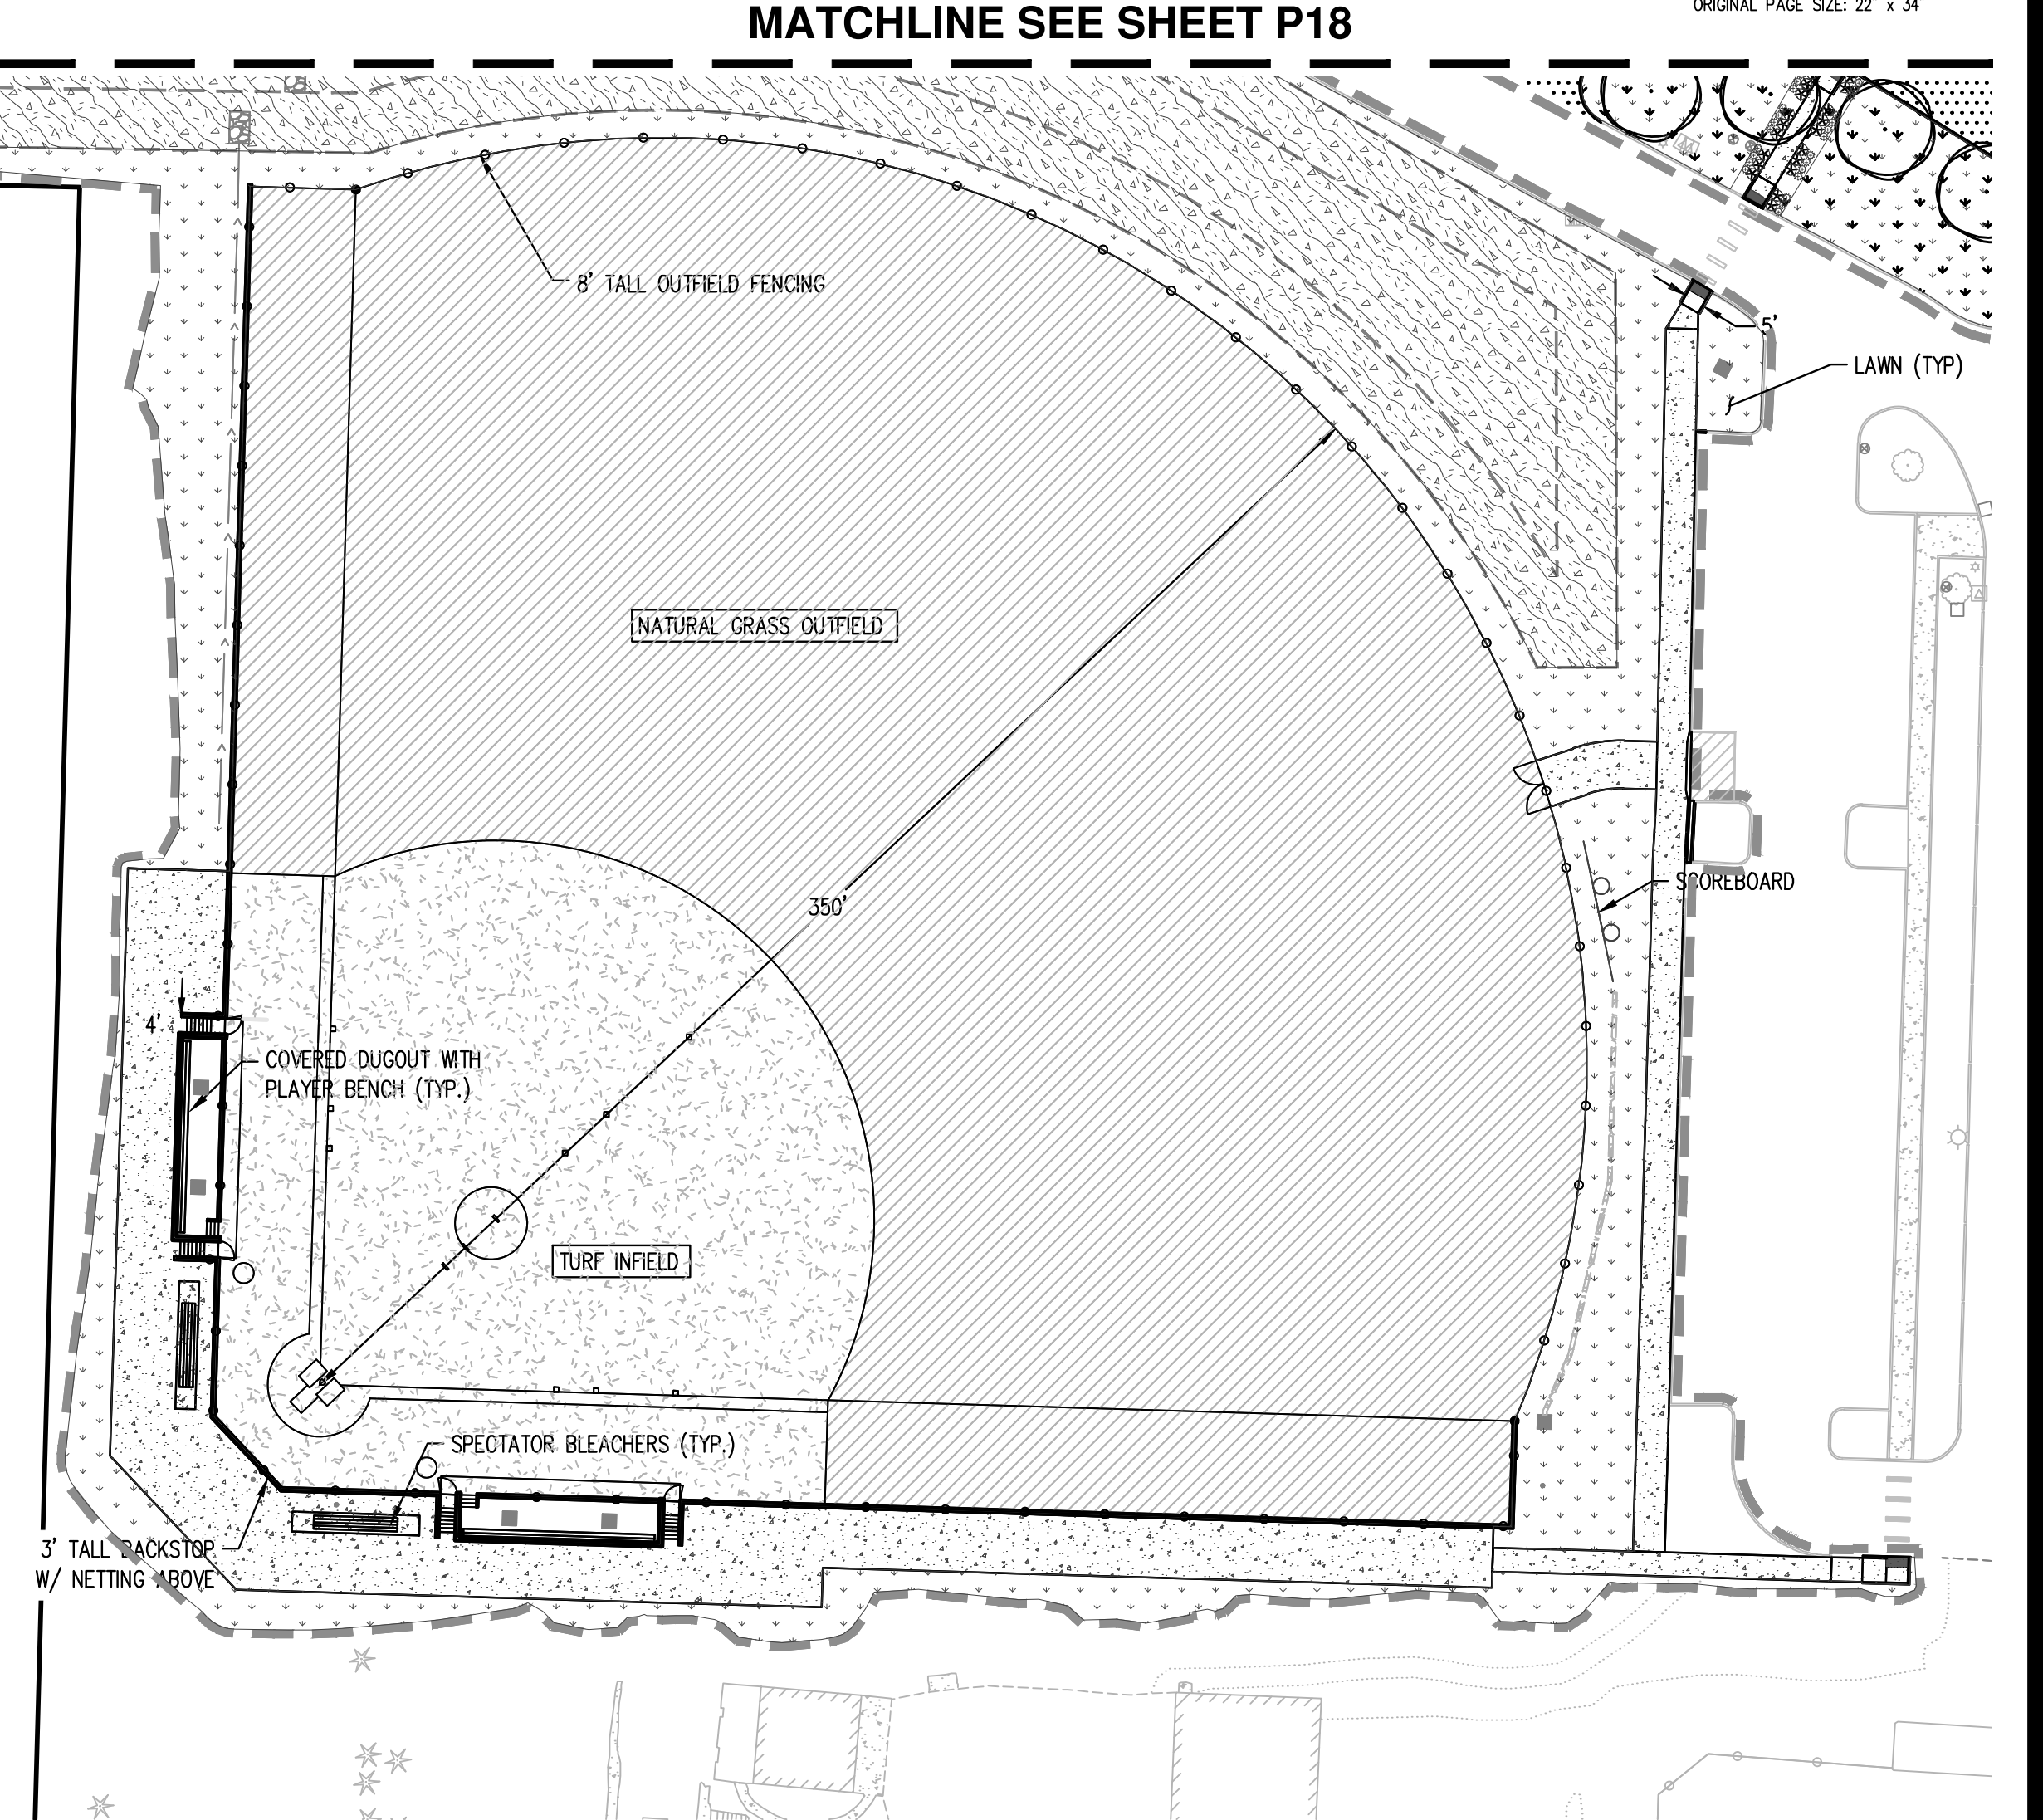 ORIGINAL PAGE SIZE: 22" x 34"
MATCHLINE SEE SHEET P18
8' TALL OUTFIELD FENCING
5'
LAWN (TYP)
NATURAL GRASS OUTFIELD
350'
SCOREBOARD
4'
COVERED DUGOUT WITH
PLAYER BENCH (TYP.)
TURF INFIELD
SPECTATOR BLEACHERS (TYP.)
3' TALL BACKSTOP
W/ NETTING ABOVE